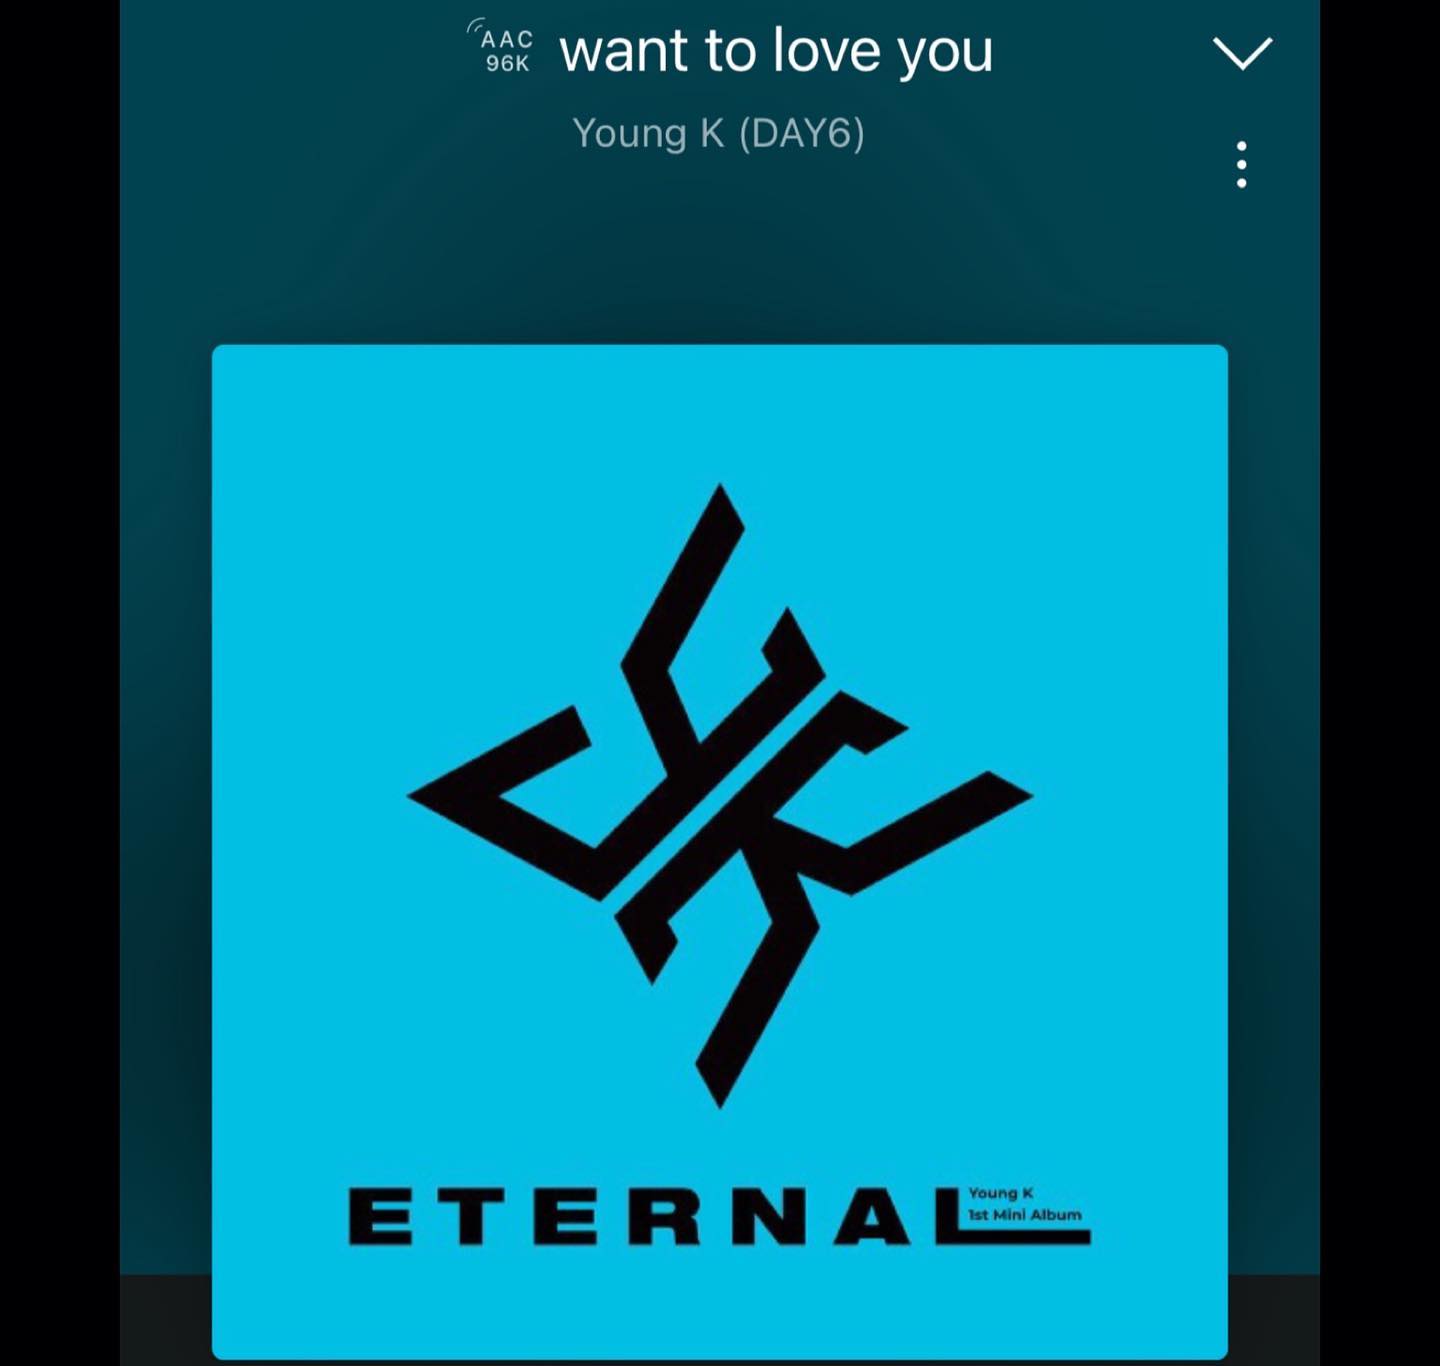 AAC
96K
want to love you
Young K (DAY6)
ETERNAL
Young K
1st Mini Album